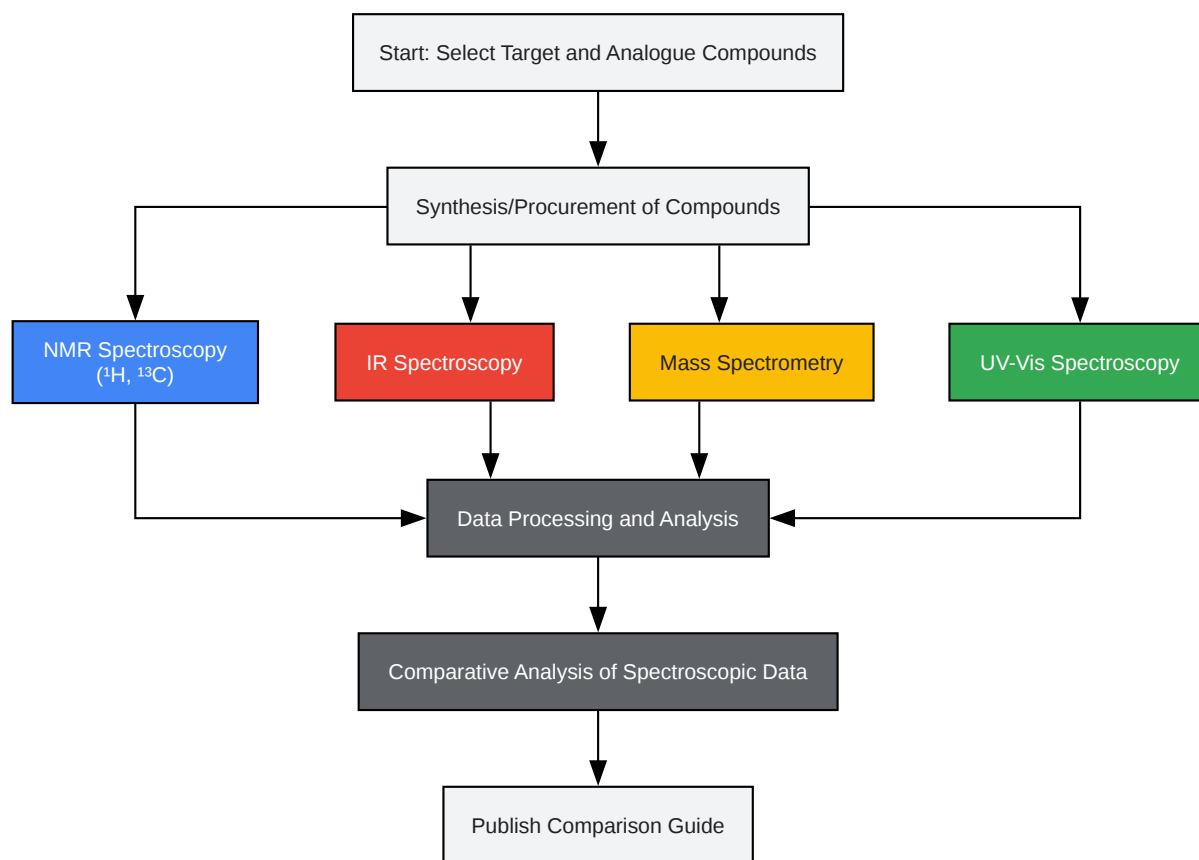 Start: Select Target and Analogue Compounds
Synthesis/Procurement of Compounds
NMR Spectroscopy
(¹H, ¹³C)
IR Spectroscopy
Mass Spectrometry
UV-Vis Spectroscopy
Data Processing and Analysis
Comparative Analysis of Spectroscopic Data
Publish Comparison Guide